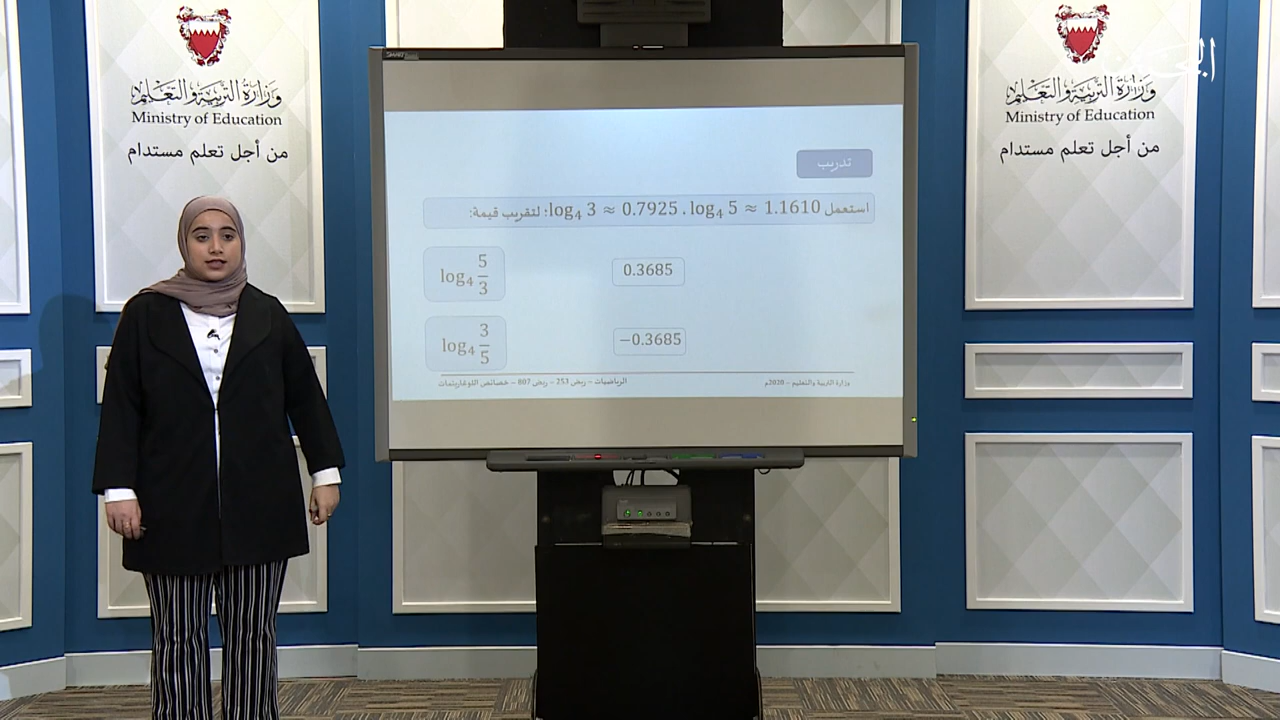 وزارة التربية والتعليم
Ministry of Education
من أجل تعلم مستدام
وزارة التربية والتعليم
Ministry of Education
من أجل تعلم مستدام
SMART
تدريب
استعمل log₄ 3 ≈ 0.7925 ، log₄ 5 ≈ 1.1610؛ لتقريب قيمة:
log₄ 5/3
0.3685
log₄ 3/5
−0.3685
وزارة التربية والتعليم – 2020م
الرياضيات – ريض 253 – ريض 807 – خصائص اللوغاريتمات